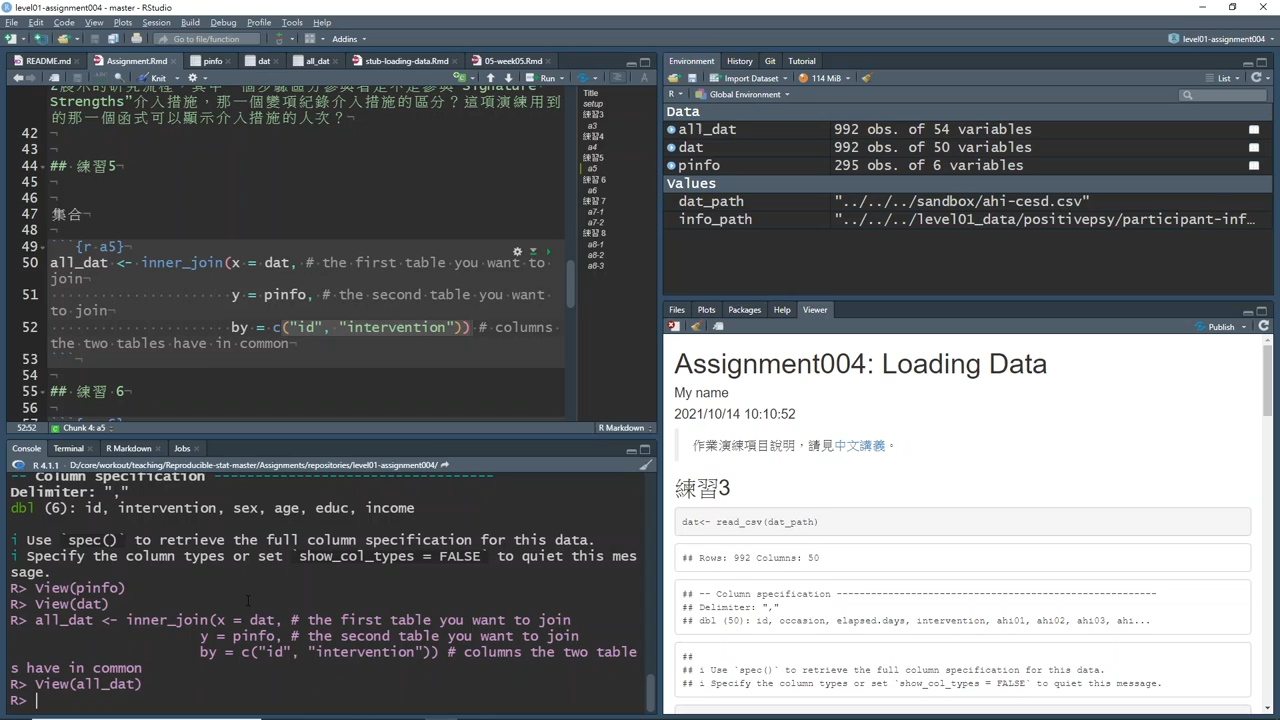 level01-assignment004 - master - RStudio
File Edit Code View Plots Session Build Debug Profile Tools Help
Go to file/function Addins level01-assignment004
README.md Assignment.Rmd pinfo dat all_dat stub-loading-data.Rmd 05-week05.Rmd
Knit Run
Strengths”介入措施，那一個變項紀錄介入措施的區分？這項演練用到
的那一個函式可以顯示介入措施的人次？
42
43
44 ## 練習5
45
46
47 集合
48
49 ```{r a5}
50 all_dat <- inner_join(x = dat, # the first table you want to
join
51 y = pinfo, # the second table you want
to join
52 by = c("id", "intervention")) # columns
the two tables have in common
53 ```
54
55 ## 練習 6
56
52:52 Chunk 4: a5 R Markdown
Title
setup
練習3
a3
練習4
a4
練習5
a5
練習 6
a6
練習 7
a7-1
a7-2
練習 8
a8-1
a8-2
a8-3
Console Terminal R Markdown Jobs
R 4.1.1 D:/core/workout/teaching/Reproducible-stat-master/Assignments/repositories/level01-assignment004/
-- Column specification --------------------------------
Delimiter: ","
dbl (6): id, intervention, sex, age, educ, income
i Use `spec()` to retrieve the full column specification for this data.
i Specify the column types or set `show_col_types = FALSE` to quiet this mes
sage.
R> View(pinfo)
R> View(dat)
R> all_dat <- inner_join(x = dat, # the first table you want to join
y = pinfo, # the second table you want to join
by = c("id", "intervention")) # columns the two table
s have in common
R> View(all_dat)
R>
Environment History Git Tutorial
Import Dataset 114 MiB List
R Global Environment
Data
all_dat 992 obs. of 54 variables
dat 992 obs. of 50 variables
pinfo 295 obs. of 6 variables
Values
dat_path "../../../sandbox/ahi-cesd.csv"
info_path "../../../level01_data/positivepsy/participant-inf…
Files Plots Packages Help Viewer
Publish
Assignment004: Loading Data
My name
2021/10/14 10:10:52
作業演練項目說明，請見中文講義。
練習3
dat<- read_csv(dat_path)
## Rows: 992 Columns: 50
## -- Column specification --------------------------------------------------------
## Delimiter: ","
## dbl (50): id, occasion, elapsed.days, intervention, ahi01, ahi02, ahi03, ahi...
##
## i Use `spec()` to retrieve the full column specification for this data.
## i Specify the column types or set `show_col_types = FALSE` to quiet this message.